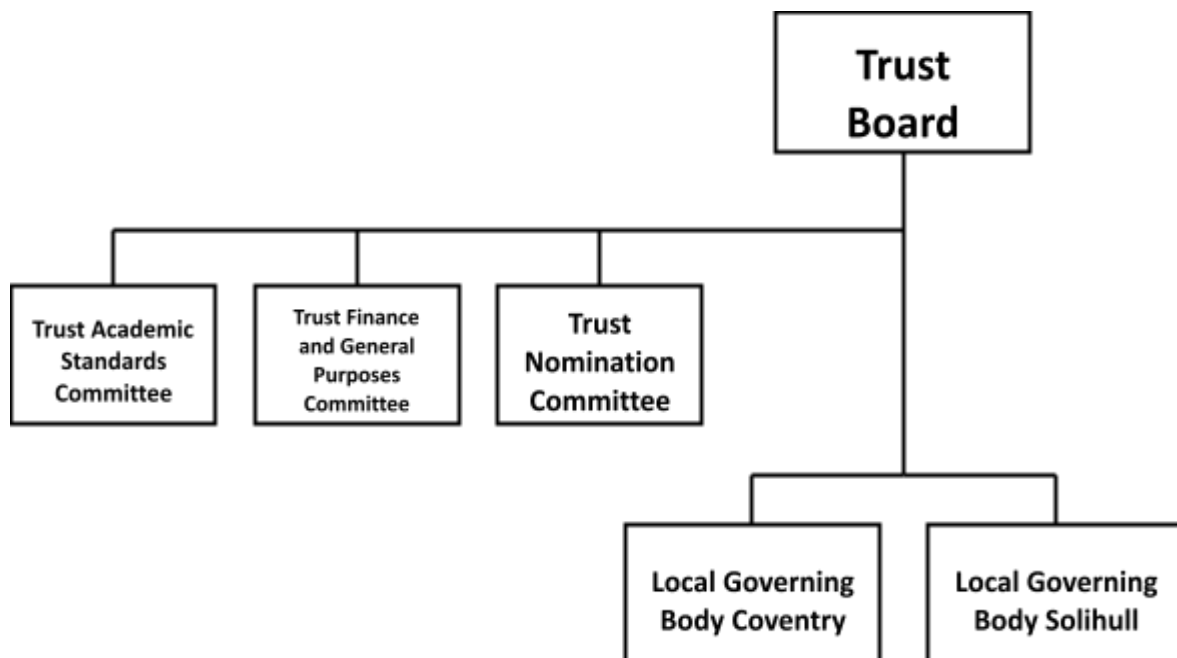 Trust
Board
Trust Academic
Standards
Committee
Trust Finance
and General
Purposes
Committee
Trust
Nomination
Committee
Local Governing
Body Coventry
Local Governing
Body Solihull